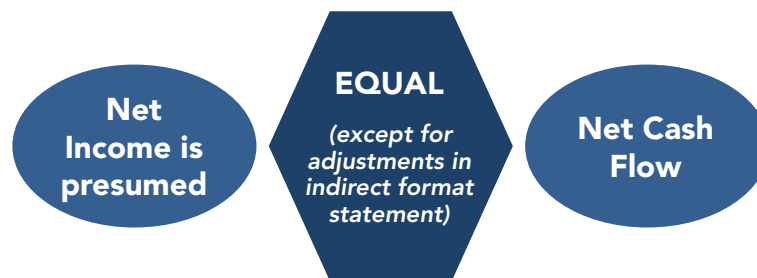 Net
Income is
presumed
EQUAL
(except for
adjustments in
indirect format
statement)
Net Cash
Flow